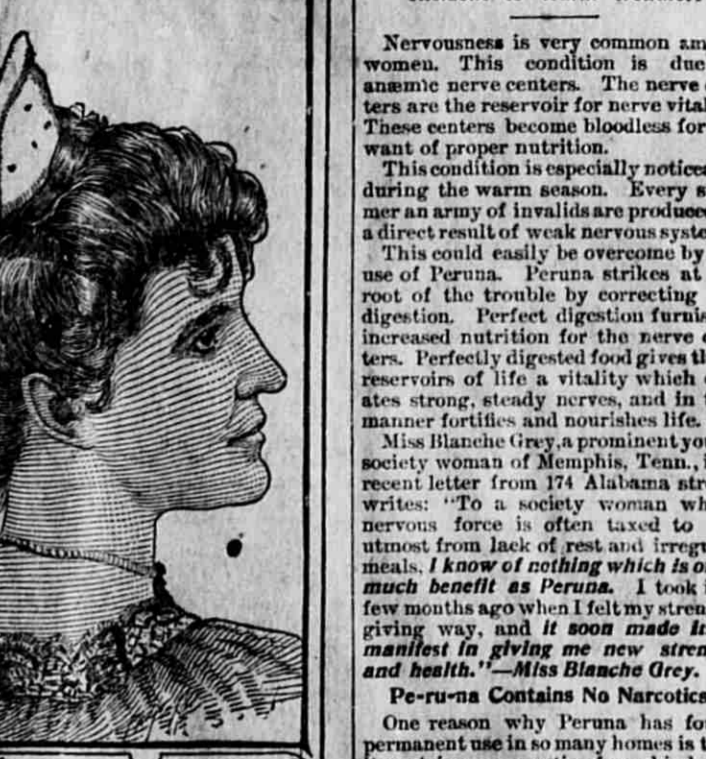 Nervousness is very common am
women. This condition is due
anæmic nerve centers. The nerve
ters are the reservoir for nerve vital
These centers become bloodless for
want of proper nutrition.
This condition is especially notice
during the warm season. Every s
mer an army of invalids are produced
a direct result of weak nervous syste
This could easily be overcome by
use of Peruna. Peruna strikes at
root of the trouble by correcting
digestion. Perfect digestion furnis
increased nutrition for the nerve c
ters. Perfectly digested food gives th
reservoirs of life a vitality which
ates strong, steady nerves, and in
manner fortifies and nourishes life.
Miss Blanche Grey, a prominent you
society woman of Memphis, Tenn., i
recent letter from 174 Alabama stre
writes: "To a society woman wh
nervous force is often taxed to
utmost from lack of rest and irregu
meals, I know of nothing which is o
much benefit as Peruna. I took i
few months ago when I felt my stren
giving way, and it soon made it
manifest in giving me new stren
and health."—Miss Blanche Grey.
Pe-ru-na Contains No Narcotics
One reason why Peruna has fo
permanent use in so many homes is t